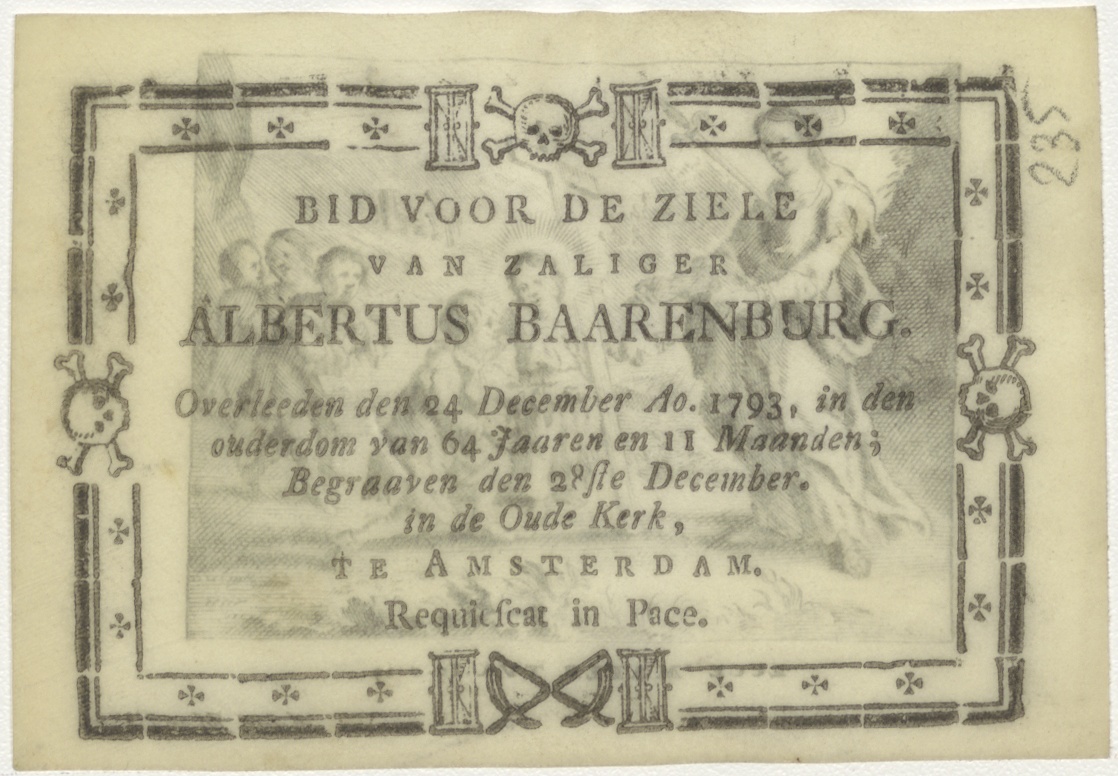 BID VOOR DE ZIELE
VAN ZALIGER
ALBERTUS BAARENBURG.
Overleeden den 24 December Ao. 1793, in den
ouderdom van 64 Jaaren en 11 Maanden;
Begraaven den 28ſte December.
in de Oude Kerk,
TE AMSTERDAM.
Requieſcat in Pace.
235